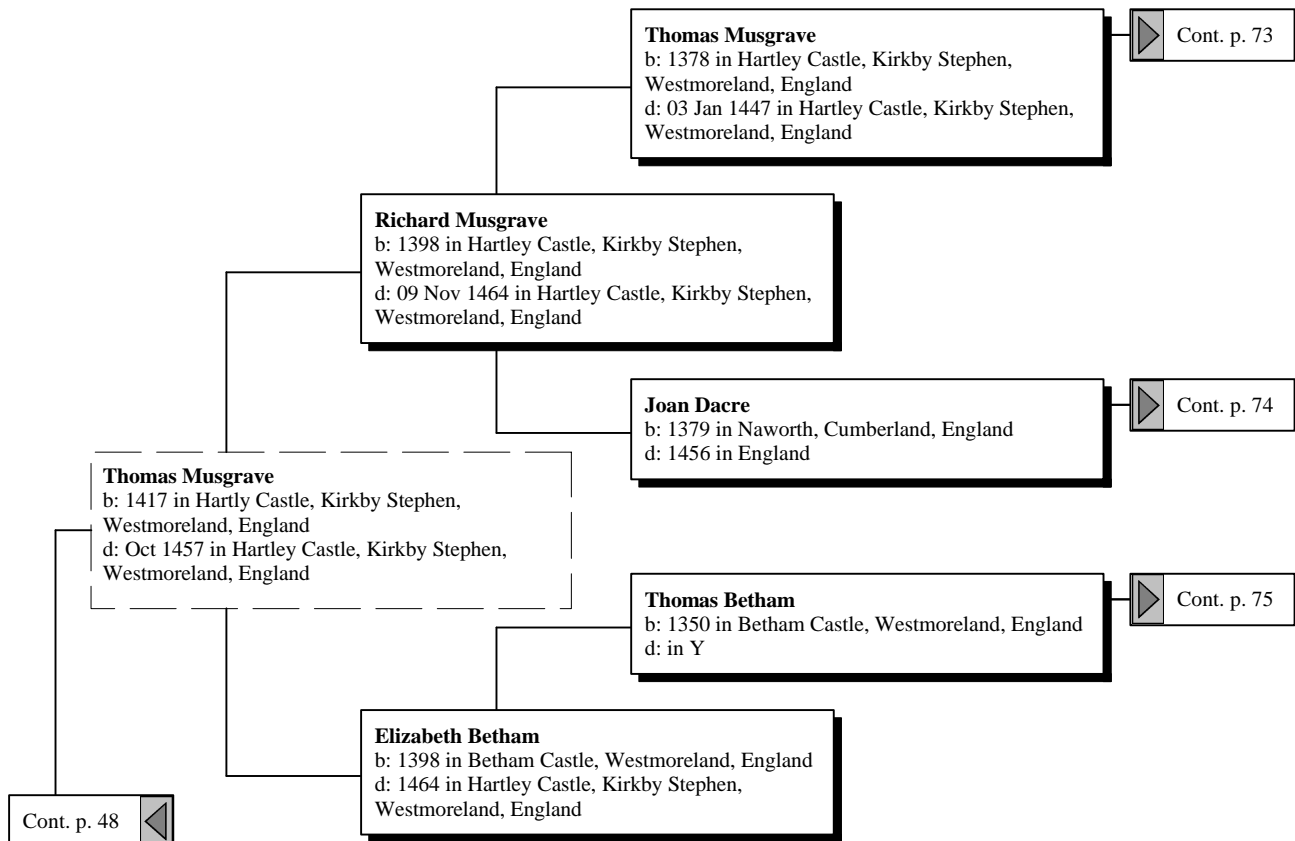 Thomas Musgrave
b: 1378 in Hartley Castle, Kirkby Stephen,
Westmoreland, England
d: 03 Jan 1447 in Hartley Castle, Kirkby Stephen,
Westmoreland, England
Cont. p. 73
Richard Musgrave
b: 1398 in Hartley Castle, Kirkby Stephen,
Westmoreland, England
d: 09 Nov 1464 in Hartley Castle, Kirkby Stephen,
Westmoreland, England
Joan Dacre
b: 1379 in Naworth, Cumberland, England
d: 1456 in England
Cont. p. 74
Thomas Musgrave
b: 1417 in Hartly Castle, Kirkby Stephen,
Westmoreland, England
d: Oct 1457 in Hartley Castle, Kirkby Stephen,
Westmoreland, England
Thomas Betham
b: 1350 in Betham Castle, Westmoreland, England
d: in Y
Cont. p. 75
Elizabeth Betham
b: 1398 in Betham Castle, Westmoreland, England
d: 1464 in Hartley Castle, Kirkby Stephen,
Westmoreland, England
Cont. p. 48